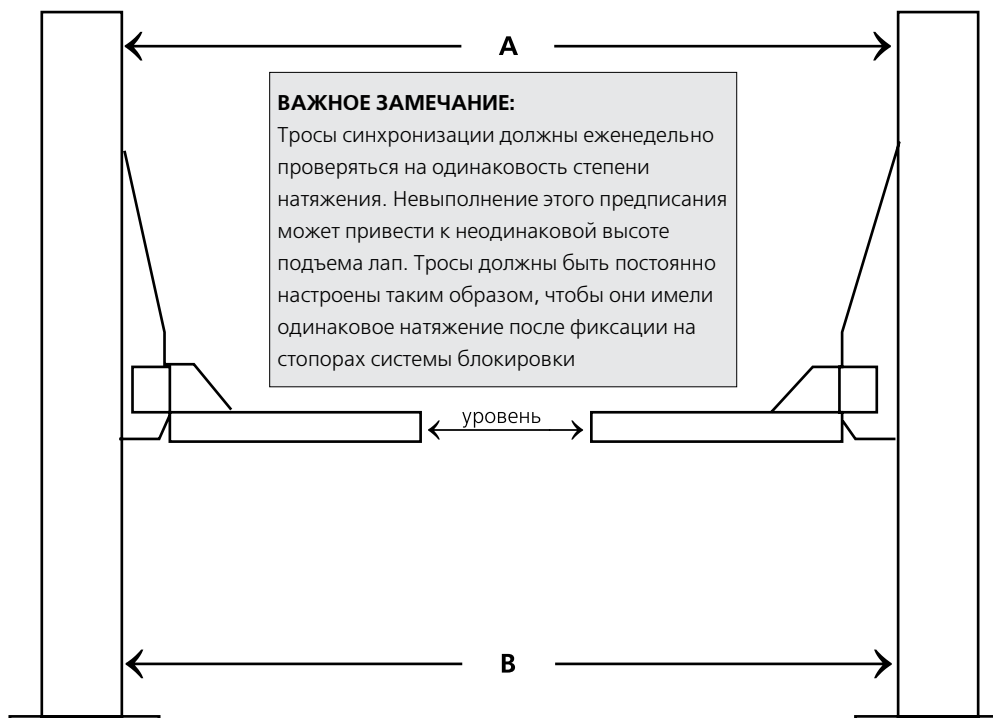 A
ВАЖНОЕ ЗАМЕЧАНИЕ:
Тросы синхронизации должны еженедельно
проверяться на одинаковость степени
натяжения. Невыполнение этого предписания
может привести к неодинаковой высоте
подъема лап. Тросы должны быть постоянно
настроены таким образом, чтобы они имели
одинаковое натяжение после фиксации на
стопорах системы блокировки
уровень
B